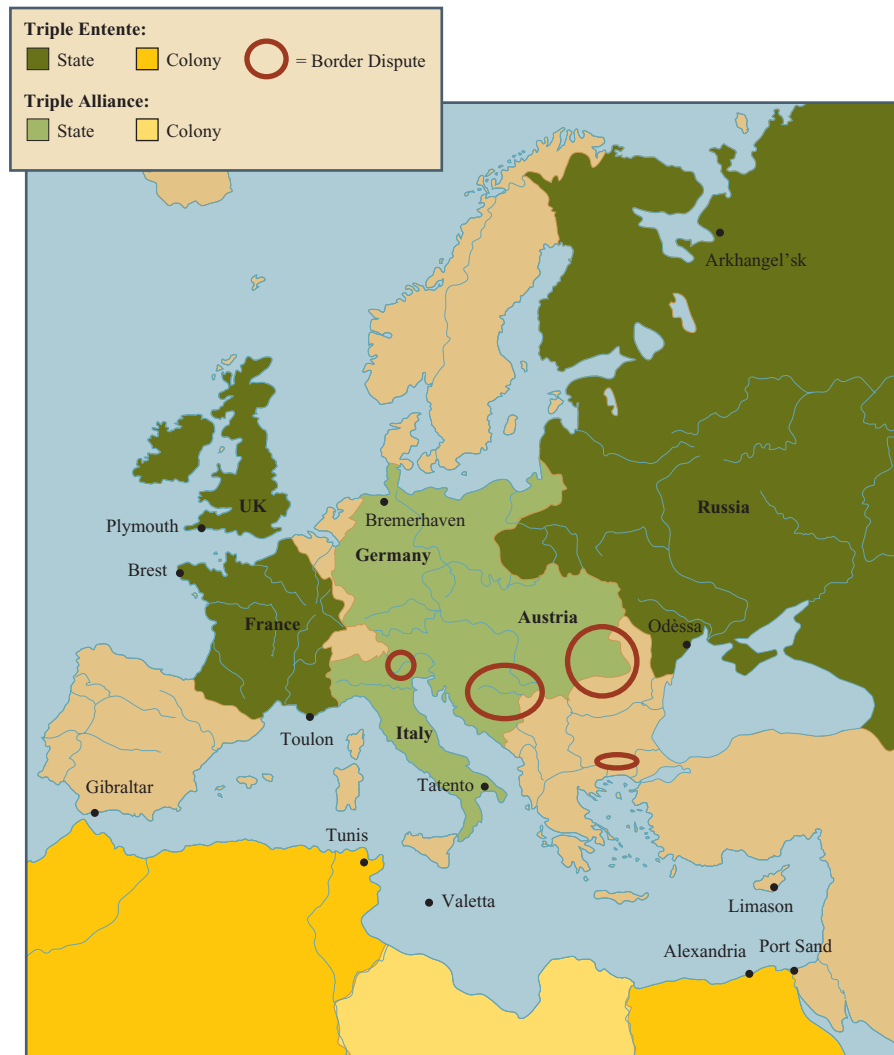 Triple Entente:
State
Colony
= Border Dispute
Triple Alliance:
State
Colony
Arkhangel'sk
UK
Plymouth
Bremerhaven
Russia
Germany
Brest
France
Austria
Odèssa
Toulon
Italy
Gibraltar
Tatento
Tunis
Valetta
Limason
Alexandria
Port Sand